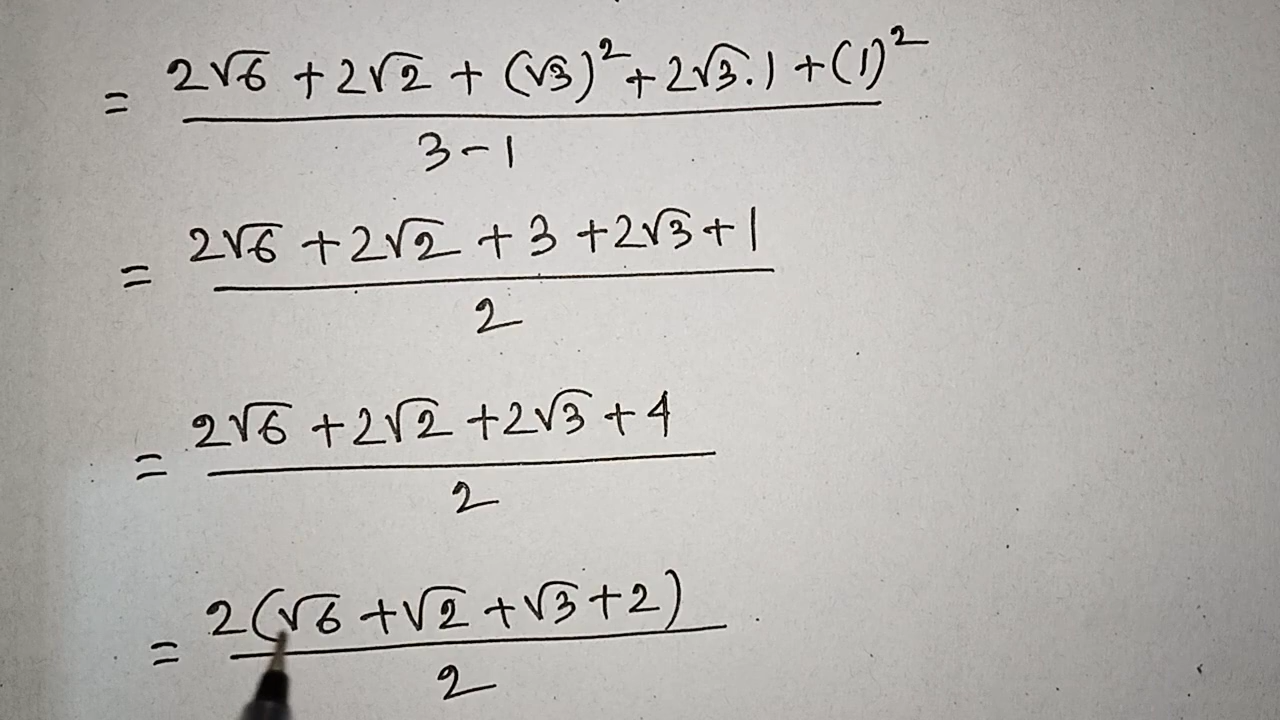 = 2√6 + 2√2 + (√3)² + 2√3.1 + (1)²
3-1
= 2√6 + 2√2 + 3 + 2√3 + 1
2
= 2√6 + 2√2 + 2√3 + 4
2
= 2(√6 + √2 + √3 + 2)
2